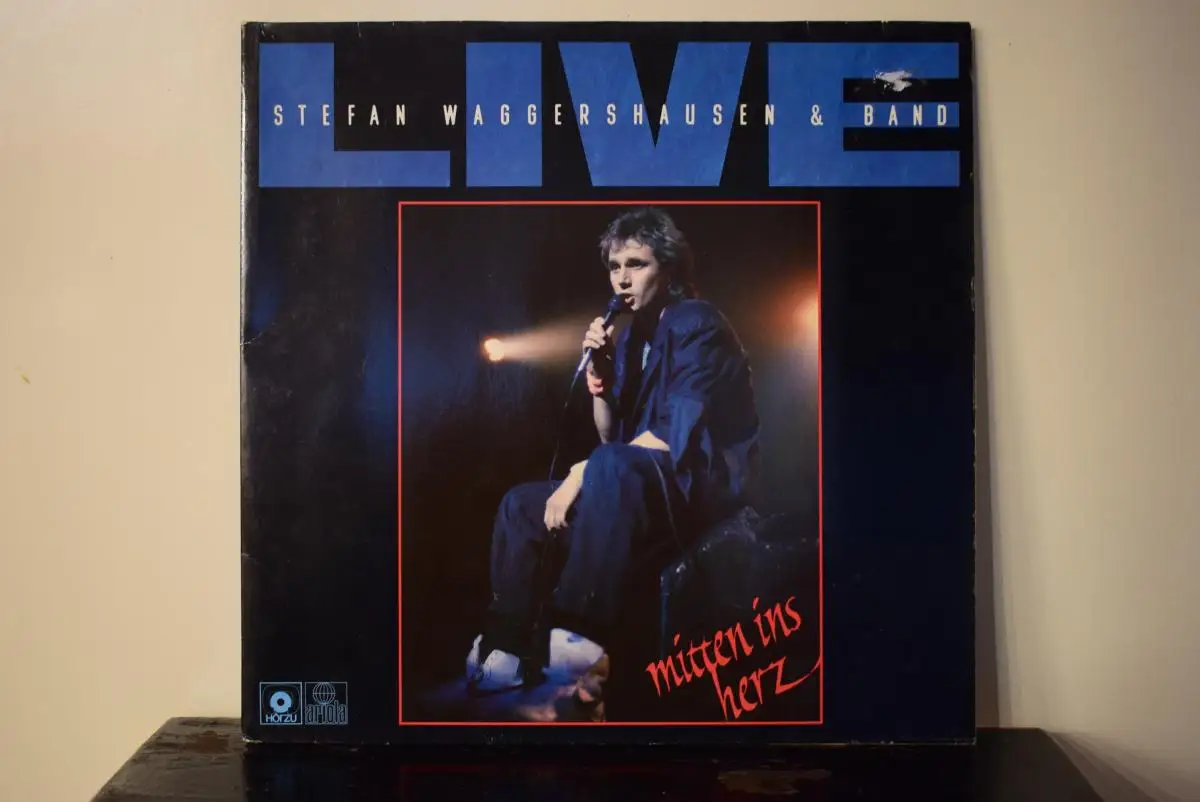 LIVE
STEFAN WAGGERSHAUSEN & BAND
mitten ins
herz
HÖRZU
ariola